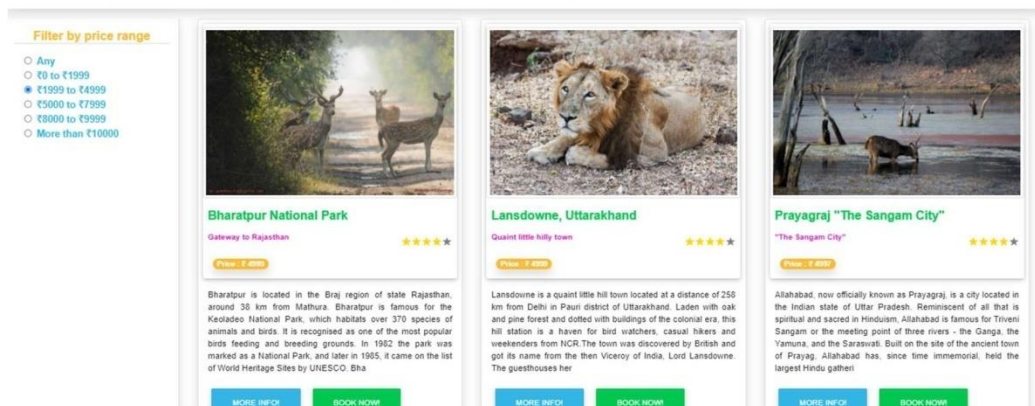 Filter by price range
Any
₹0 to ₹1999
₹1999 to ₹4999
₹5000 to ₹7999
₹8000 to ₹9999
More than ₹10000
Bharatpur National Park
Gateway to Rajasthan
Price : ₹
Bharatpur is located in the Braj region of state Rajasthan,
around 38 km from Mathura. Bharatpur is famous for the
Keoladeo National Park, which habitats over 370 species of
animals and birds. It is recognised as one of the most popular
birds feeding and breeding grounds. In 1982 the park was
marked as a National Park, and later in 1985, it came on the list
of World Heritage Sites by UNESCO. Bha
MORE INFO!
BOOK NOW!
Lansdowne, Uttarakhand
Quaint little hilly town
Price : ₹
Lansdowne is a quaint little hill town located at a distance of 258
km from Delhi in Pauri district of Uttarakhand. Laden with oak
and pine forest and dotted with buildings of the colonial era, this
hill station is a haven for bird watchers, casual hikers and
weekenders from NCR.The town was discovered by British and
got its name from the then Viceroy of India, Lord Lansdowne.
The guesthouses her
MORE INFO!
BOOK NOW!
Prayagraj "The Sangam City"
"The Sangam City"
Price : ₹ 4997
Allahabad, now officially known as Prayagraj, is a city located in
the Indian state of Uttar Pradesh. Reminiscent of all that is
spiritual and sacred in Hinduism, Allahabad is famous for Triveni
Sangam or the meeting point of three rivers - the Ganga, the
Yamuna, and the Saraswati. Built on the site of the ancient town
of Prayag, Allahabad has, since time immemorial, held the
largest Hindu gatheri
MORE INFO!
BOOK NOW!